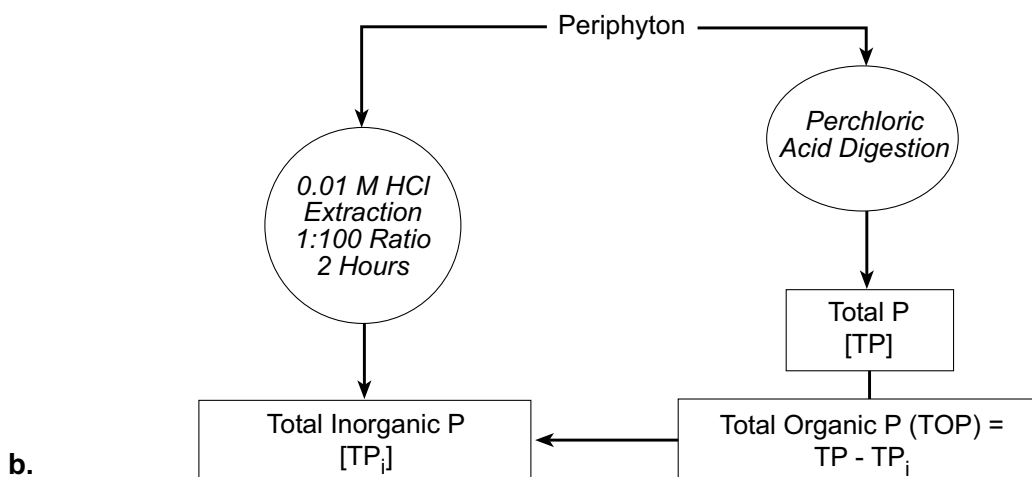 Periphyton
0.01 M HCl
Extraction
1:100 Ratio
2 Hours
Perchloric
Acid Digestion
Total P
[TP]
Total Inorganic P
[TPi]
Total Organic P (TOP) =
TP - TPi
b.